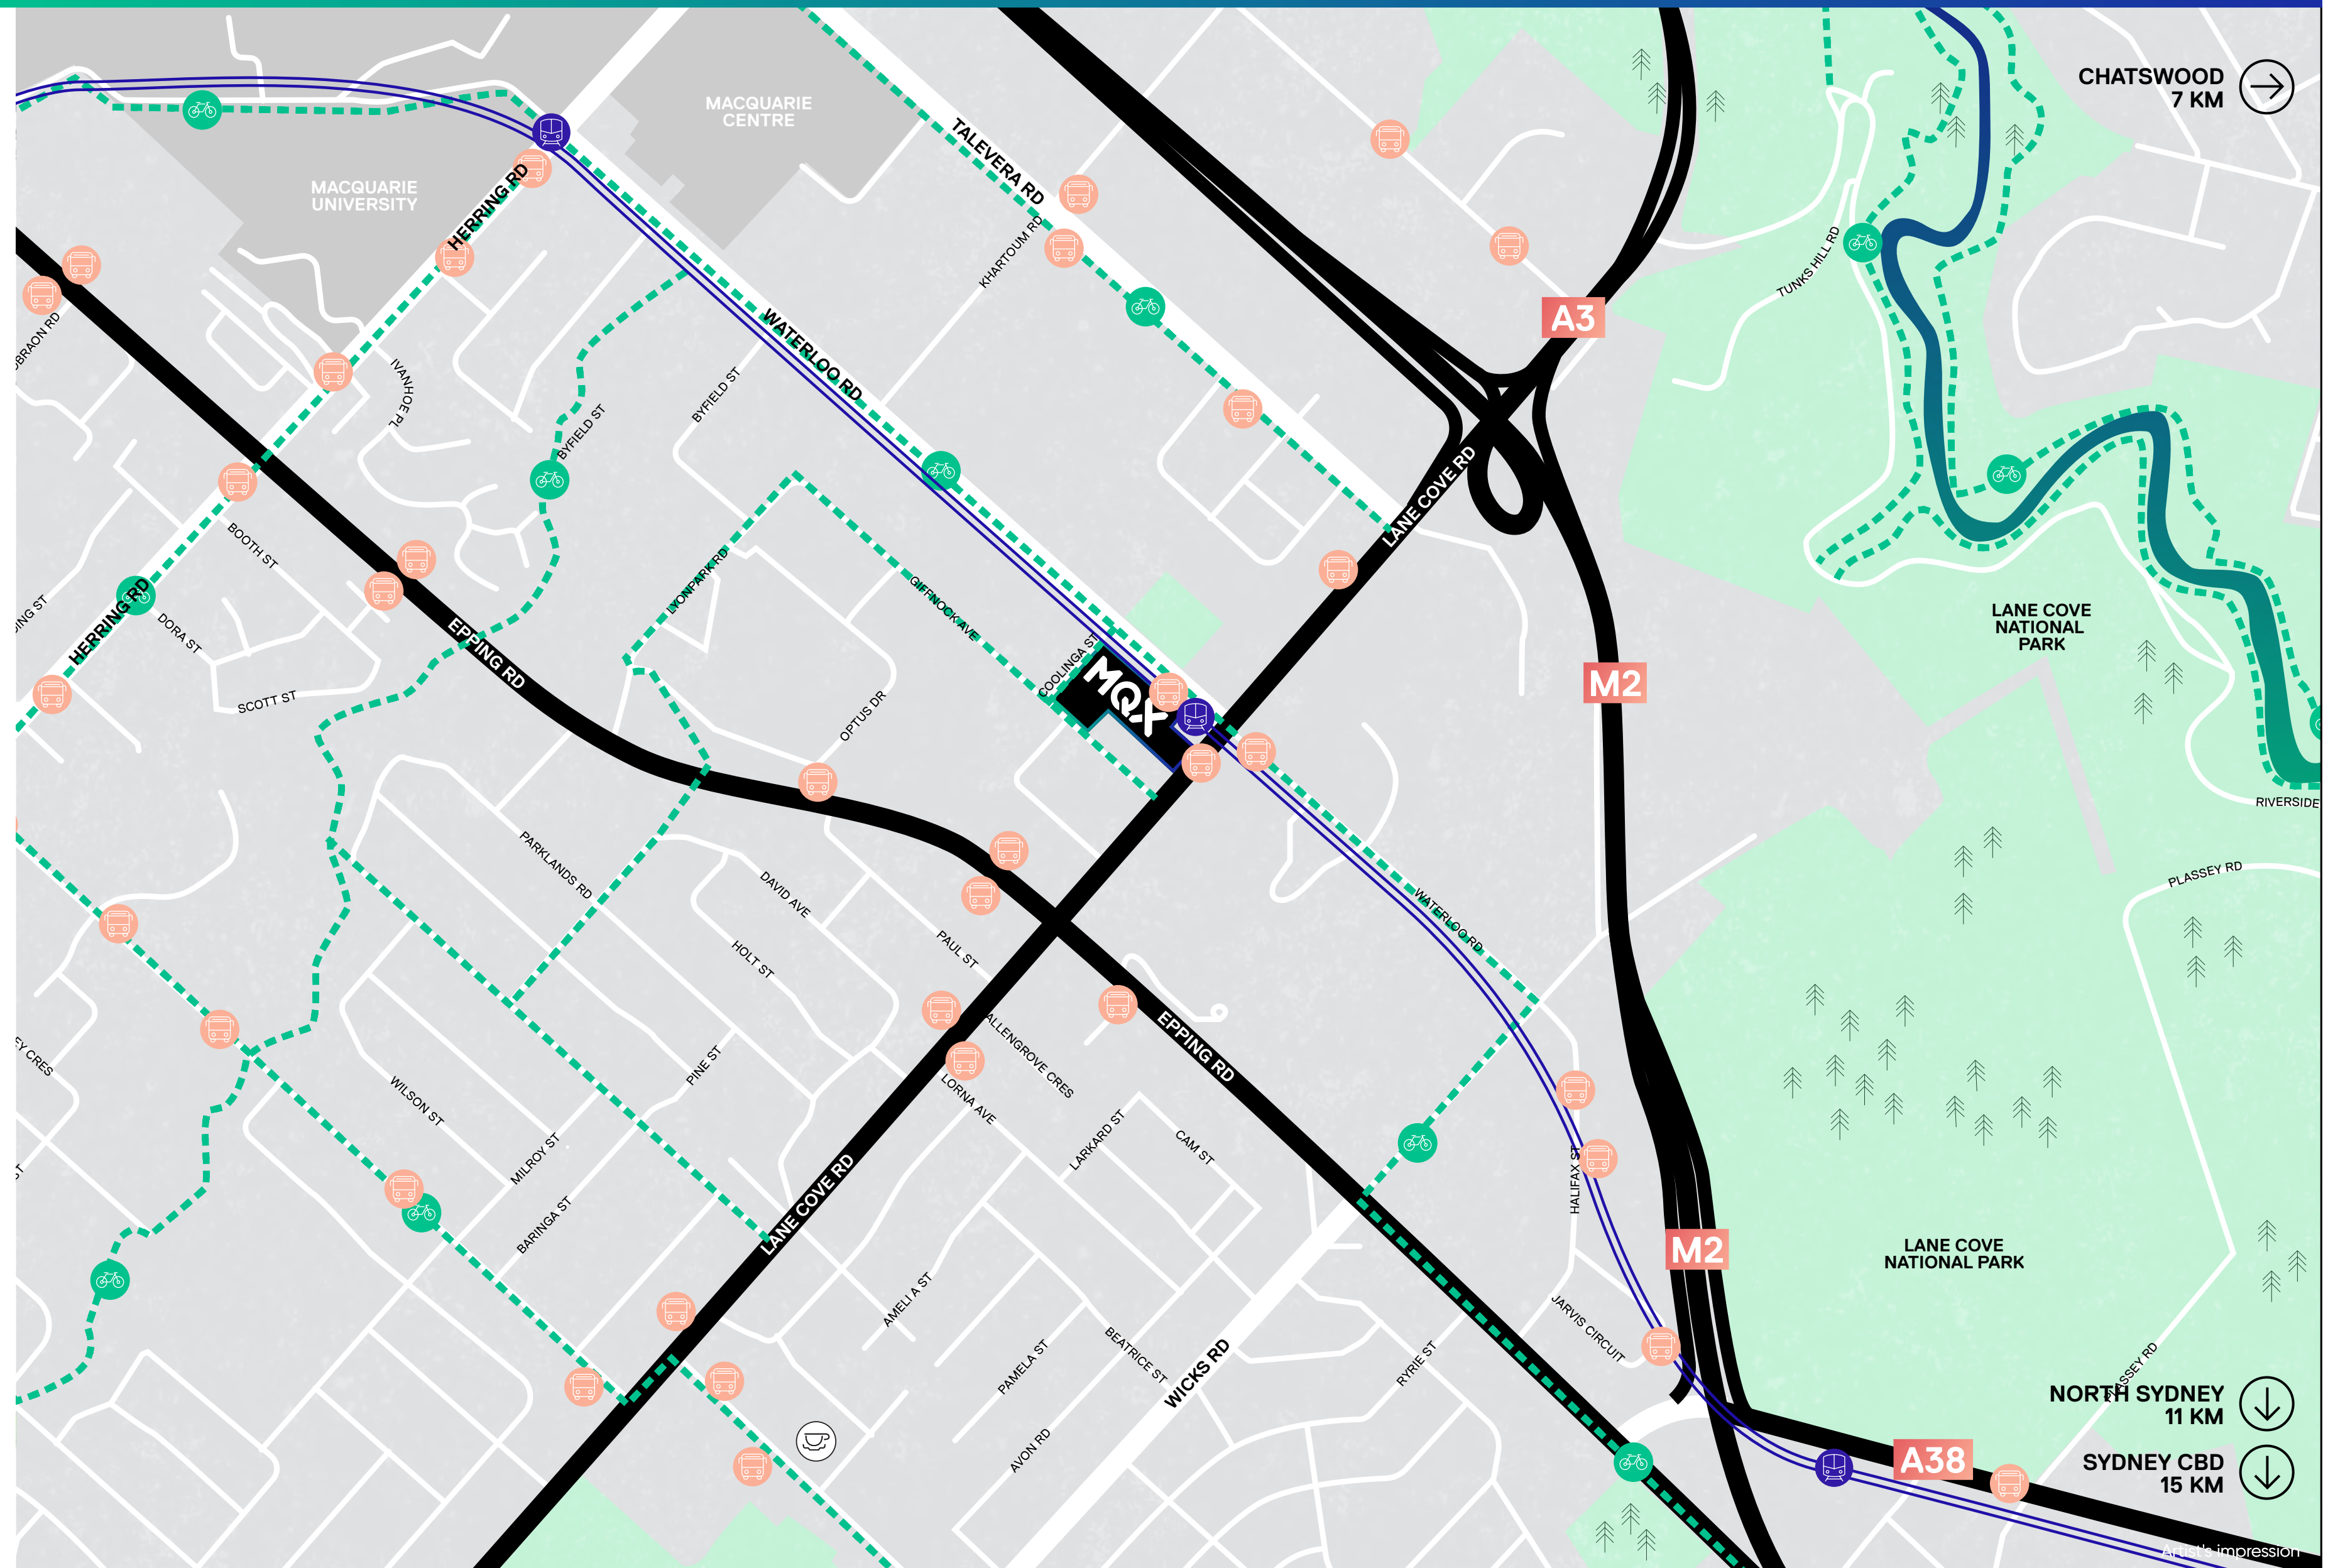 CHATSWOOD
7 KM
MACQUARIE
CENTRE
MACQUARIE
UNIVERSITY
TALEVERA RD
HERRING RD
KHARTOUM RD
TUNKS HILL RD
A3
WATERLOO RD
IVANHOE PL
BYFIELD ST
BYFIELD ST
LANE COVE RD
BOOTH ST
HERRING RD
DORA ST
SCOTT ST
EPPING RD
LYONPARK RD
GIFFNOCK AVE
COOLINGA ST
MQX
OPTUS DR
M2
LANE COVE
NATIONAL
PARK
RIVERSIDE
PLASSEY RD
PARKLANDS RD
DAVID AVE
HOLT ST
PAUL ST
WATERLOO RD
ALLENGROVE CRES
EPPING RD
PINE ST
WILSON ST
LORNA AVE
LARKARD ST
CAM ST
MILROY ST
BARINGA ST
LANE COVE RD
HALIFAX ST
M2
LANE COVE
NATIONAL PARK
AMELI A ST
PAMELA ST
BEATRICE ST
WICKS RD
RYRIE ST
JARVIS CIRCUIT
AVON RD
PLASSEY RD
NORTH SYDNEY
11 KM
A38
SYDNEY CBD
15 KM
Artist's impression